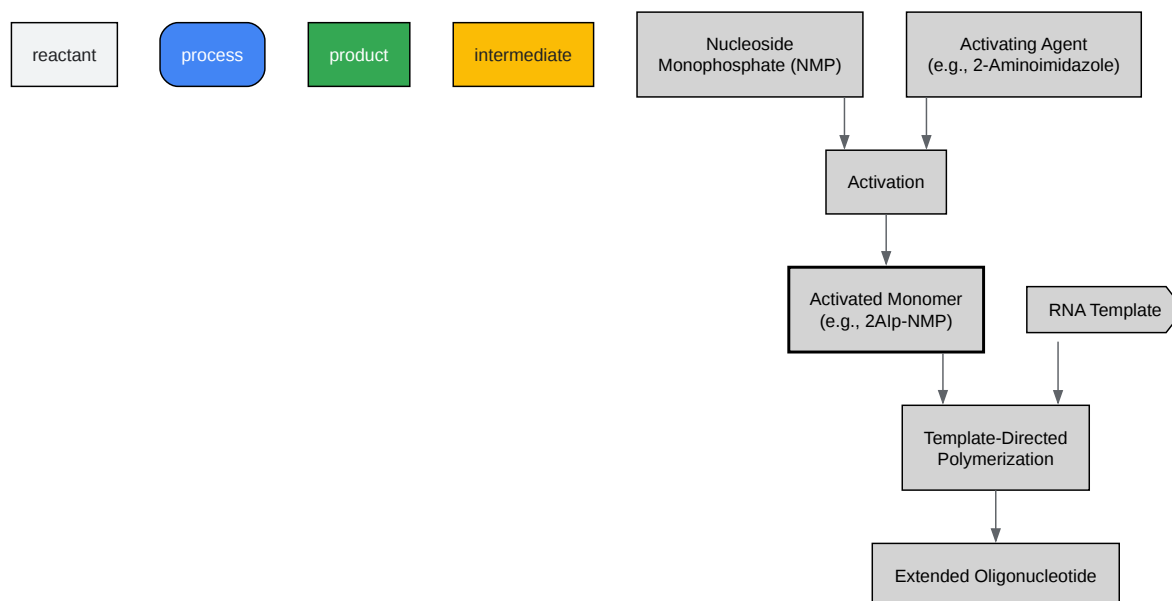 reactant
process
product
intermediate
Nucleoside
Monophosphate (NMP)
Activating Agent
(e.g., 2-Aminoimidazole)
Activation
Activated Monomer
(e.g., 2AIp-NMP)
RNA Template
Template-Directed
Polymerization
Extended Oligonucleotide